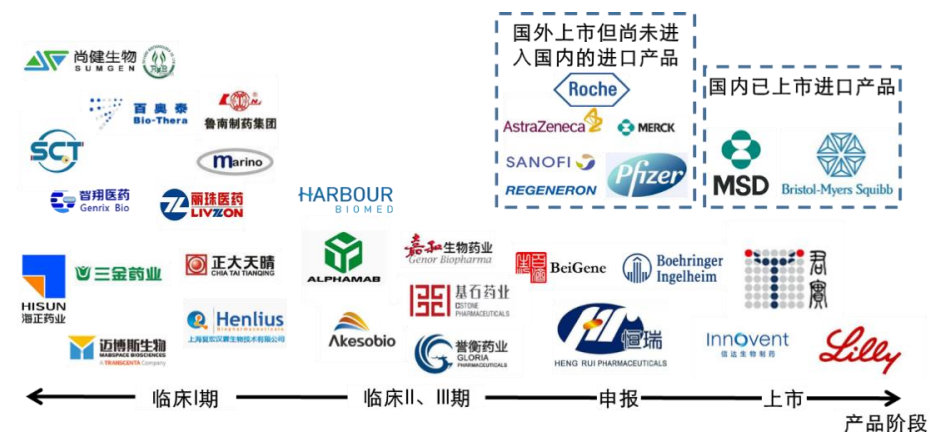 尚健生物
SUMGEN
百奥泰
Bio-Thera
鲁南制药集团
SCT
marino
智翔医药
Genrix Bio
丽珠医药
LIVZON
HISUN
海正药业
三金药业
正大天晴
CHIA TAI TIANQING
迈博斯生物
MABSPACE BIOSCIENCES
A TRANSCENTA Company
Henlius
Biopharmaceuticals
上海复宏汉霖生物技术有限公司
HARBOUR
BIOMED
ALPHAMAB
嘉和生物药业
Genor Biopharma
基石药业
CSTONE
PHARMACEUTICALS
Akesobio
誉衡药业
GLORIA
PHARMACEUTICALS
国外上市但尚未进
入国内的进口产品
Roche
AstraZeneca
MERCK
SANOFI
REGENERON
Pfizer
百济神州
BeiGene
Boehringer
Ingelheim
恒瑞
HENG RUI PHARMACEUTICALS
国内已上市进口产品
MSD
Bristol-Myers Squibb
君實
Innovent
信达生物制药
Lilly
临床I期
临床II、III期
申报
上市
产品阶段